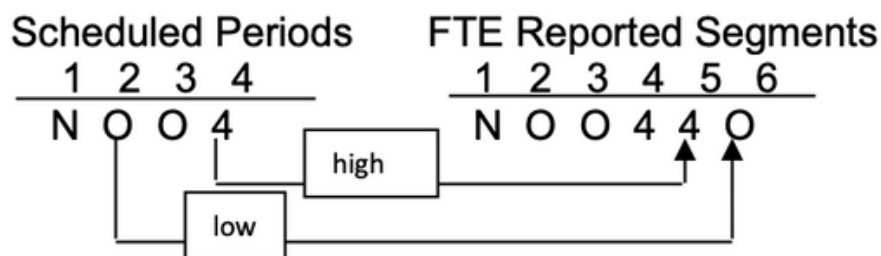 Scheduled Periods FTE Reported Segments
1 2 3 4 1 2 3 4 5 6
N O O 4 N O O 4 4 O
high
low